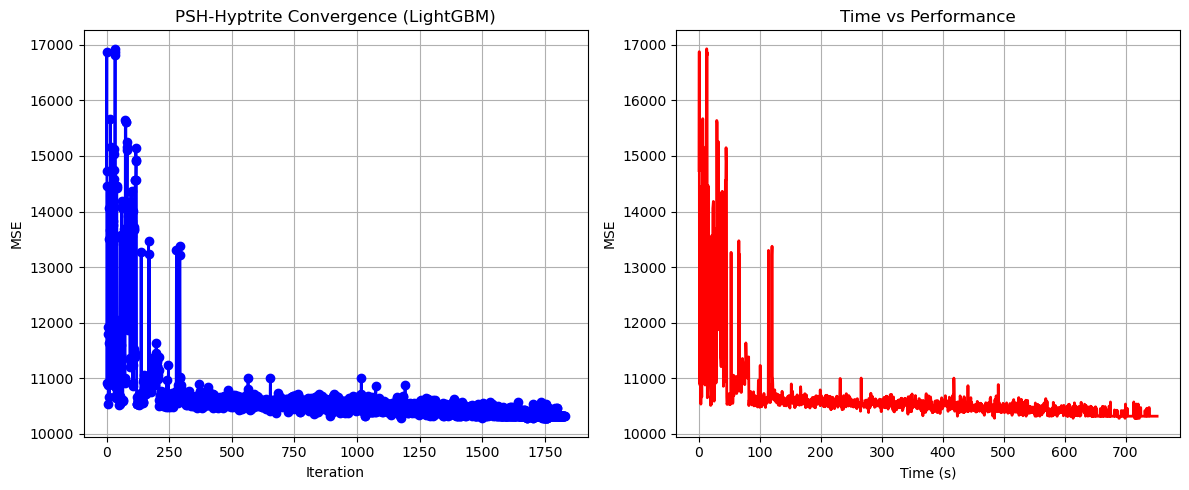 PSH-Hyptrite Convergence (LightGBM)
17000
16000
15000
14000
13000
12000
11000
10000
MSE
0 250 500 750 1000 1250 1500 1750
Iteration
Time vs Performance
17000
16000
15000
14000
13000
12000
11000
10000
MSE
0 100 200 300 400 500 600 700
Time (s)